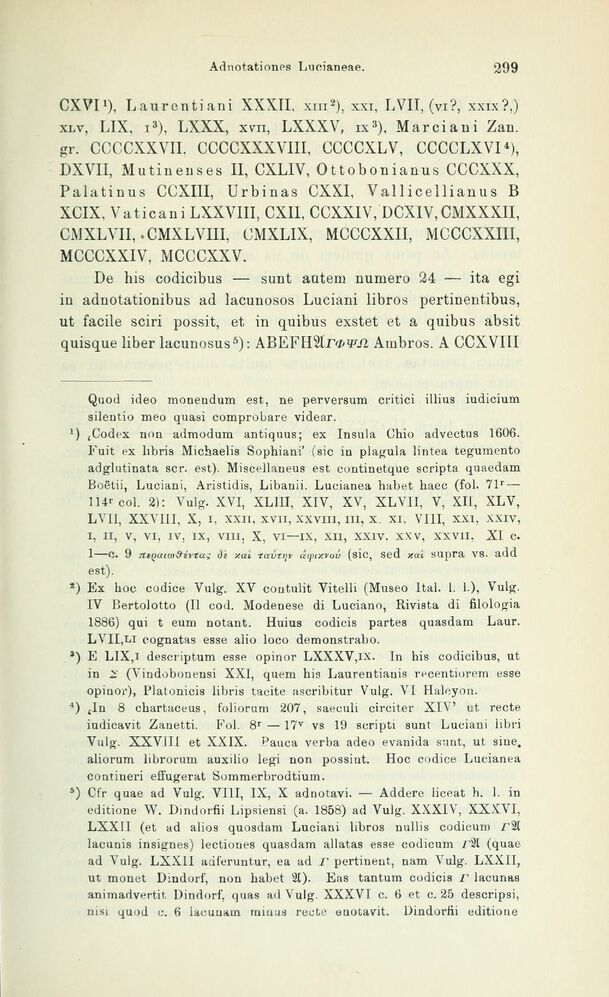 Adnotationes Lucianeae. 299
CXVI¹), Laurentiani XXXII, XIII²), XXI, LVII, (VI?, XXIX?,)
XLV, LIX, I³), LXXX, XVII, LXXXV, IX³), Marciani Zan.
gr. CCCCXXVII, CCCCXXXVIII, CCCCXLV, CCCCLXVI⁴),
DXVII, Mutinenses II, CXLIV, Ottobonianus CCCXXX,
Palatinus CCXIII, Urbinas CXXI, Vallicellianus B
XCIX, Vaticani LXXVIII, CXII, CCXXIV, DCXIV, CMXXXII,
CMXLVII, CMXLVIII, CMXLIX, MCCCXXII, MCCCXXIII,
MCCCXXIV, MCCCXXV.
De his codicibus — sunt autem numero 24 — ita egi
in adnotationibus ad lacunosos Luciani libros pertinentibus,
ut facile sciri possit, et in quibus exstet et a quibus absit
quisque liber lacunosus⁵): ABEFH𝔄ΓΦΨΩ Ambros. A CCXVIII
Quod ideo monendum est, ne perversum critici illius iudicium
silentio meo quasi comprobare videar.
¹) ‚Codex non admodum antiquus; ex Insula Chio advectus 1606.
Fuit ex libris Michaelis Sophiani' (sic in plagula lintea tegumento
adglutinata scr. est). Miscellaneus est continetque scripta quaedam
Boëtii, Luciani, Aristidis, Libanii. Lucianea habet haec (fol. 71ʳ—
114ʳ col. 2): Vulg. XVI, XLIII, XIV, XV, XLVII, V, XII, XLV,
LVII, XXVIII, X, I, XXII, XVII, XXVIII, III, X, XI, VIII, XXI, XXIV,
I, II, V, VI, IV, IX, VIII, X, VI—IX, XII, XXIV, XXV, XXVII, XI c.
1—c. 9 περαιωθέντας δὲ καὶ ταύτην ἀφικνοῦ (sic, sed καὶ supra vs. add
est).
²) Ex hoc codice Vulg. XV contulit Vitelli (Museo Ital. l. l.), Vulg.
IV Bertolotto (Il cod. Modenese di Luciano, Rivista di filologia
1886) qui t eum notant. Huius codicis partes quasdam Laur.
LVII,LI cognatas esse alio loco demonstrabo.
³) E LIX,I descriptum esse opinor LXXXV,IX. In his codicibus, ut
in Σ (Vindobonensi XXI, quem his Laurentianis recentiorem esse
opinor), Platonicis libris tacite ascribitur Vulg. VI Halcyon.
⁴) ‚In 8 chartaceus, foliorum 207, saeculi circiter XIV' ut recte
iudicavit Zanetti. Fol. 8ʳ — 17ᵛ vs 19 scripti sunt Luciani libri
Vulg. XXVIII et XXIX. Pauca verba adeo evanida sunt, ut sine
aliorum librorum auxilio legi non possint. Hoc codice Lucianea
contineri effugerat Sommerbrodtium.
⁵) Cfr quae ad Vulg. VIII, IX, X adnotavi. — Addere liceat h. l. in
editione W. Dindorfii Lipsiensi (a. 1858) ad Vulg. XXXIV, XXXVI,
LXXII (et ad alios quosdam Luciani libros nullis codicum Γ𝔄
lacunis insignes) lectiones quasdam allatas esse codicum Γ𝔄 (quae
ad Vulg. LXXII adferuntur, ea ad Γ pertinent, nam Vulg. LXXII,
ut monet Dindorf, non habet 𝔄). Eas tantum codicis Γ lacunas
animadvertit Dindorf, quas ad Vulg. XXXVI c. 6 et c. 25 descripsi,
nisi quod c. 6 lacunam minus recte enotavit. Dindorfii editione